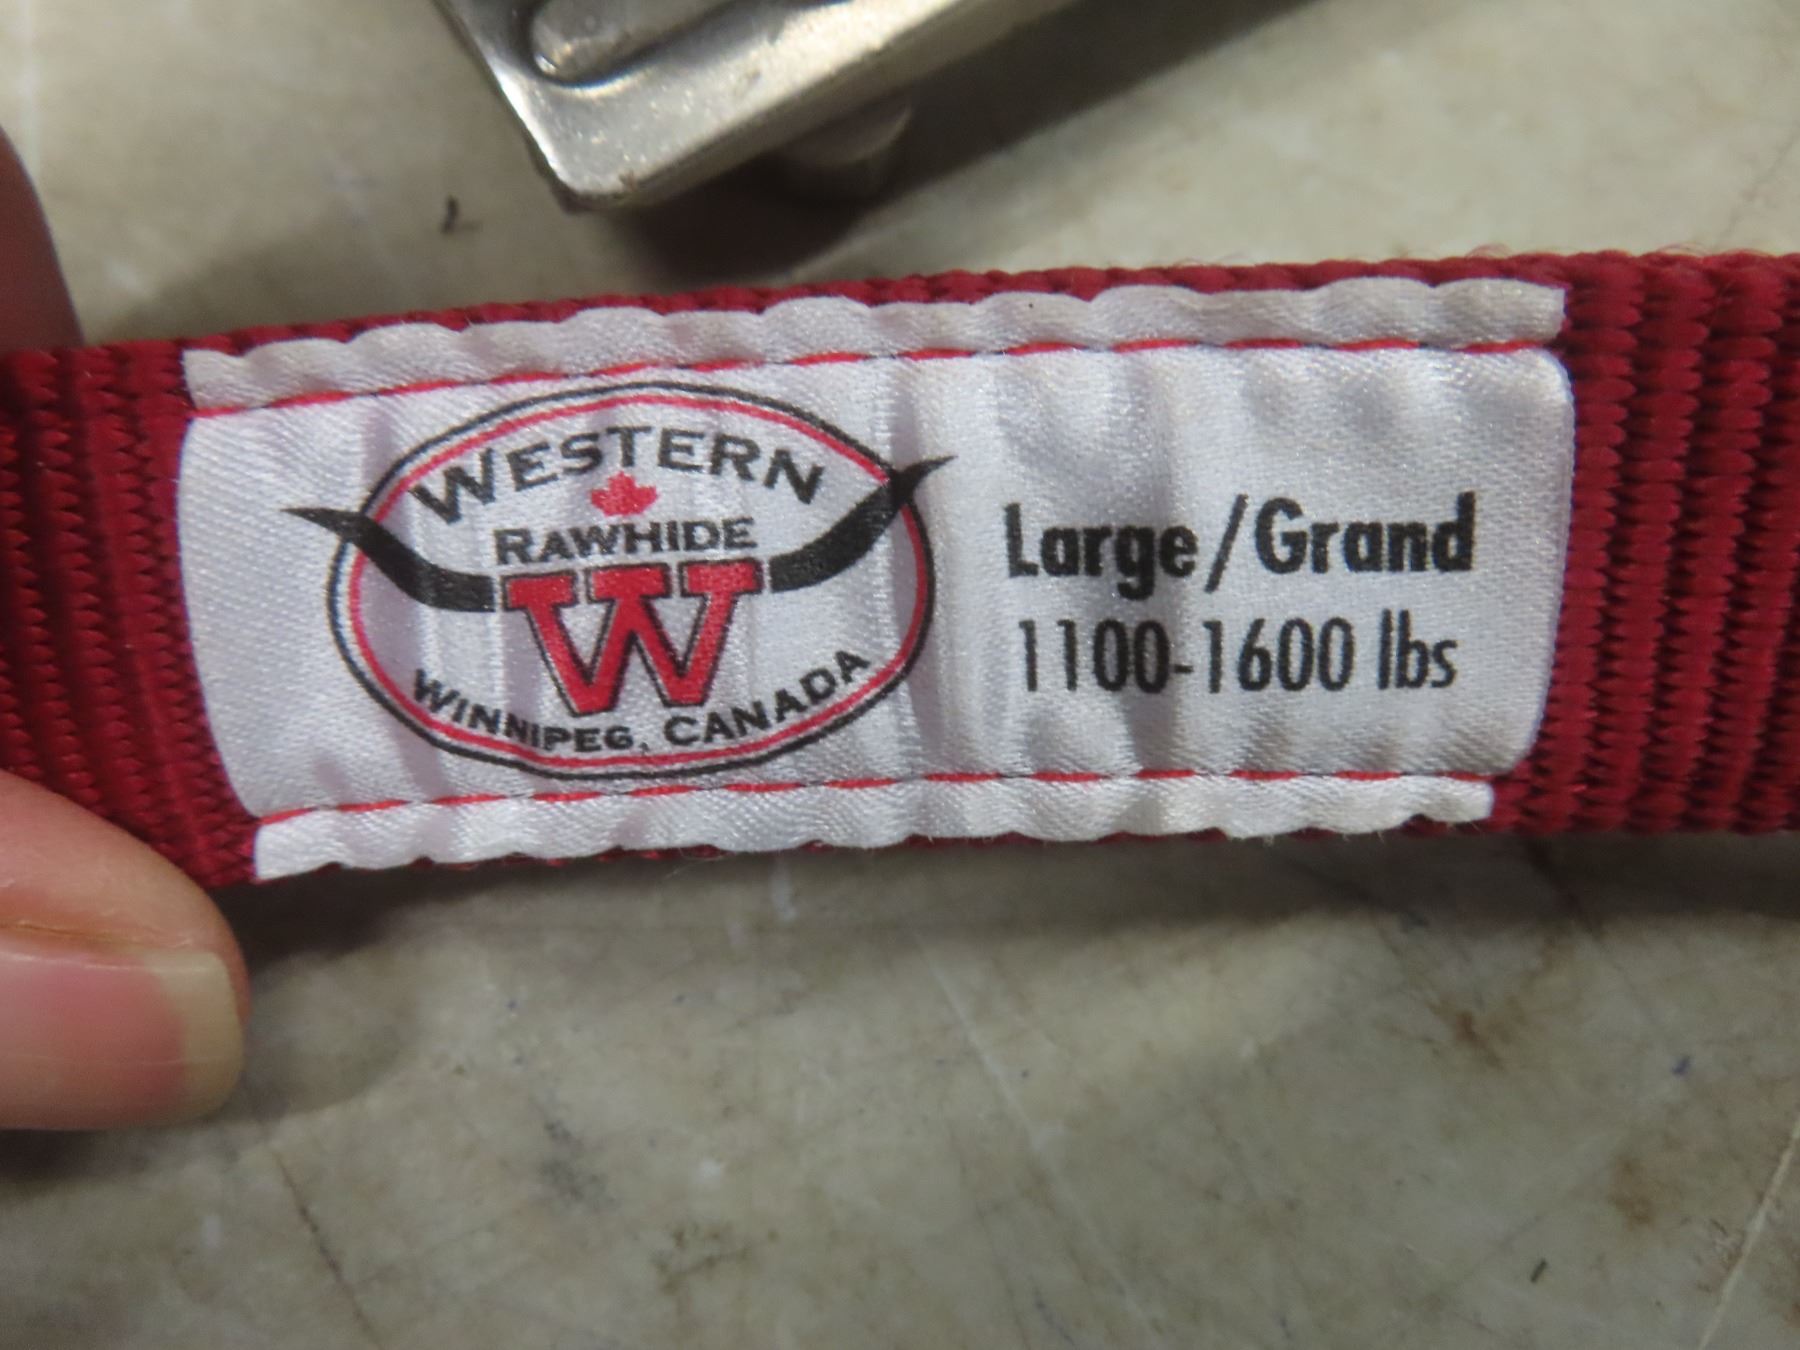 WESTERN
RAWHIDE
W
WINNIPEG, CANADA
Large/Grand
1100-1600 lbs